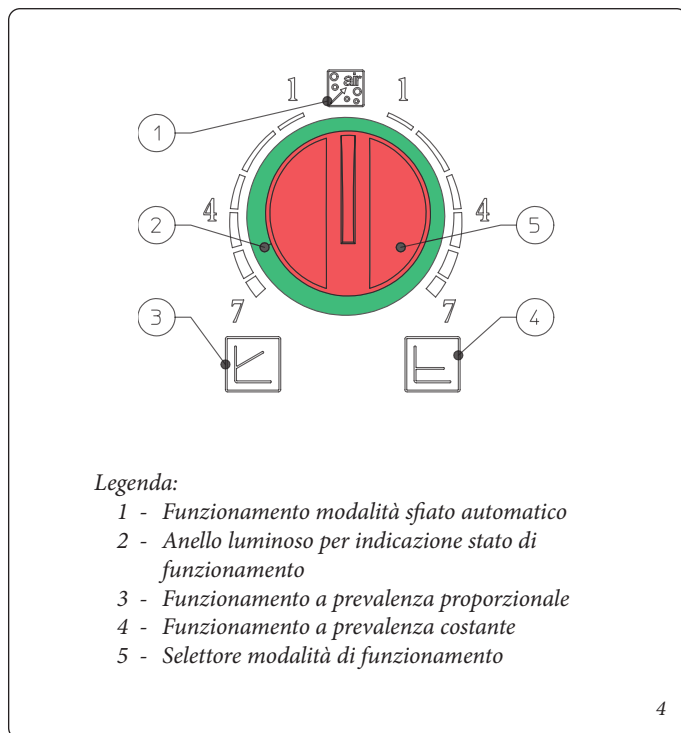 air
1 1
1
4 4
2 5
7 7
3 4
Legenda:
1 - Funzionamento modalità sfiato automatico
2 - Anello luminoso per indicazione stato di
funzionamento
3 - Funzionamento a prevalenza proporzionale
4 - Funzionamento a prevalenza costante
5 - Selettore modalità di funzionamento
4